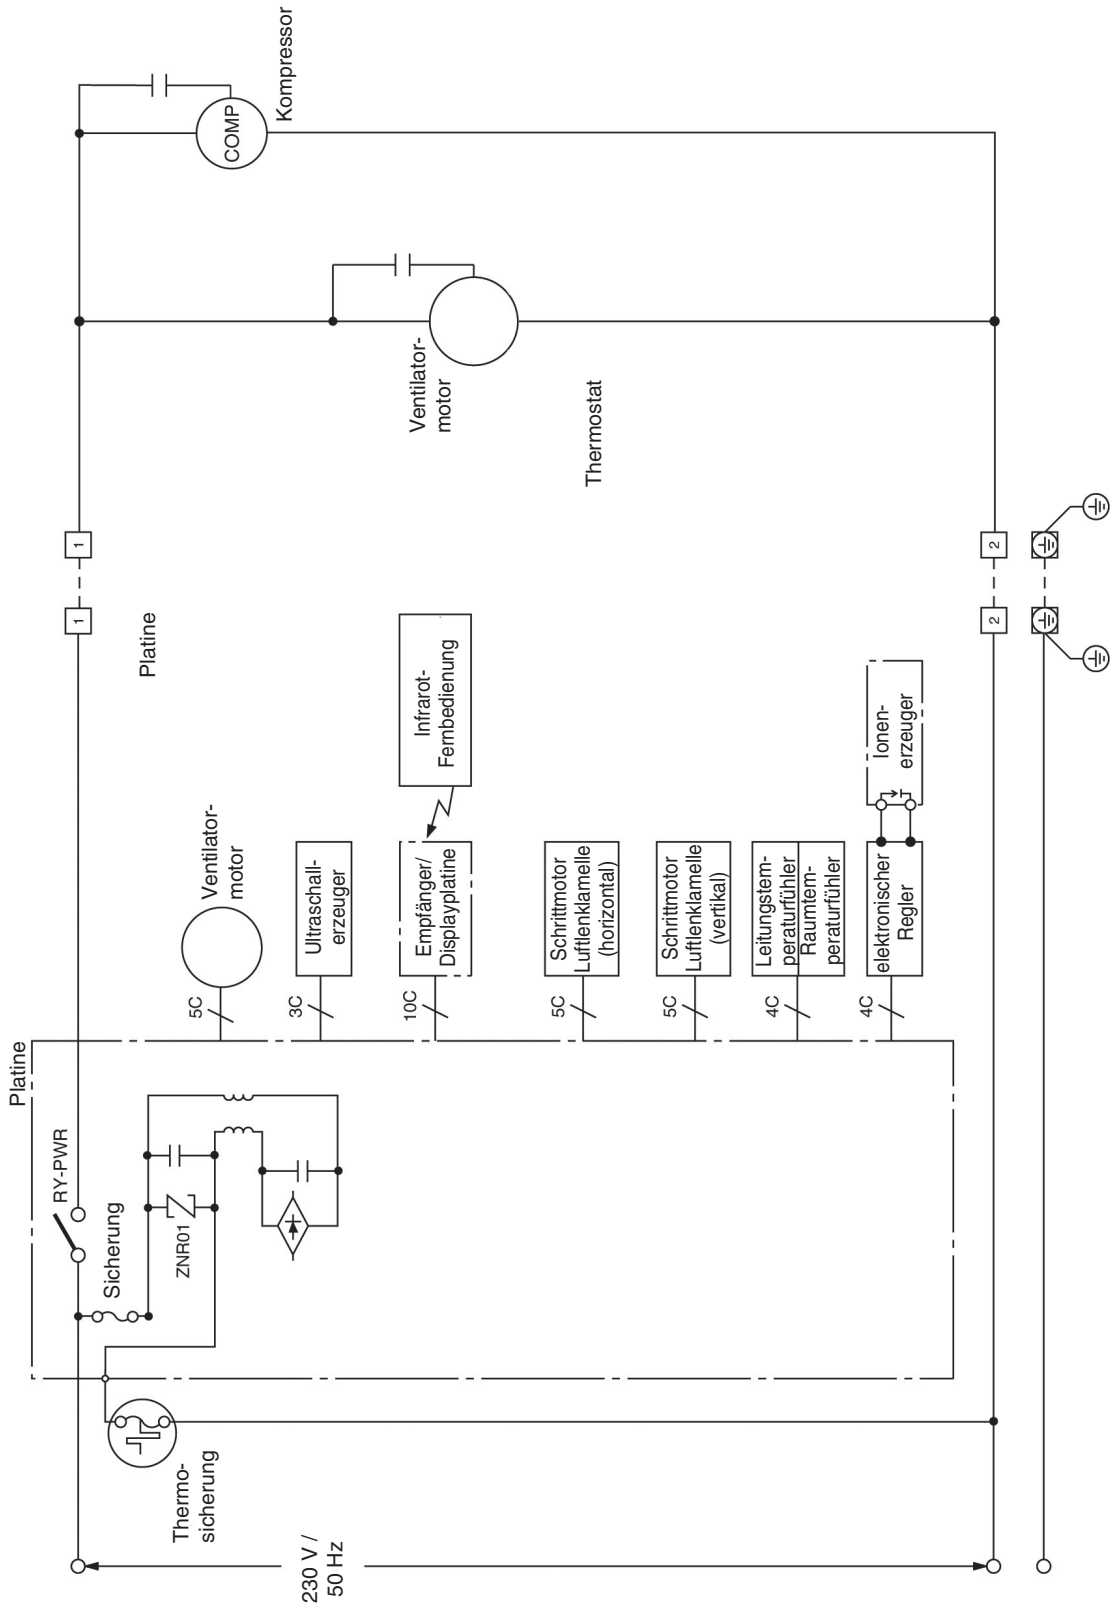 230 V /
50 Hz
Thermo-
sicherung
Platine
RY-PWR
Sicherung
ZNR01
5C
Ventilator-
motor
3C
Ultraschall-
erzeuger
10C
Empfänger/
Displayplatine
Infrarot-
Fernbedienung
5C
Schrittmotor
Luftlenklamelle
(horizontal)
5C
Schrittmotor
Luftlenklamelle
(vertikal)
4C
Leitungstem-
peraturfühler
Raumtem-
peraturfühler
4C
elektronischer
Regler
Ionen-
erzeuger
Platine
1
1
2
2
Thermostat
Ventilator-
motor
COMP
Kompressor